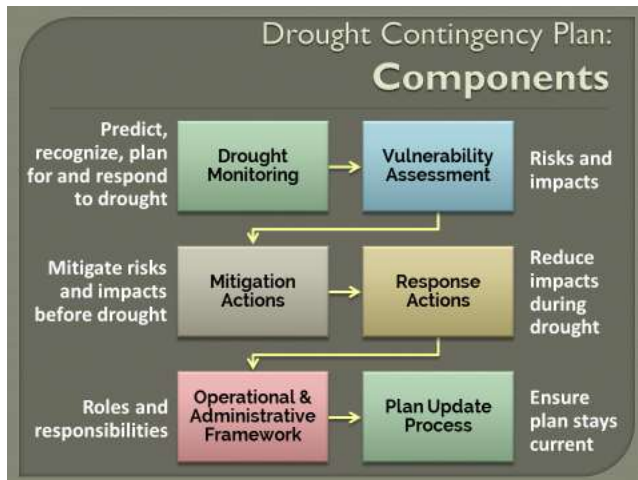 Drought Contingency Plan:
Components
Predict,
recognize, plan
for and respond
to drought
Drought
Monitoring
Vulnerability
Assessment
Risks and
impacts
Mitigate risks
and impacts
before drought
Mitigation
Actions
Response
Actions
Reduce
impacts
during
drought
Roles and
responsibilities
Operational &
Administrative
Framework
Plan Update
Process
Ensure
plan stays
current